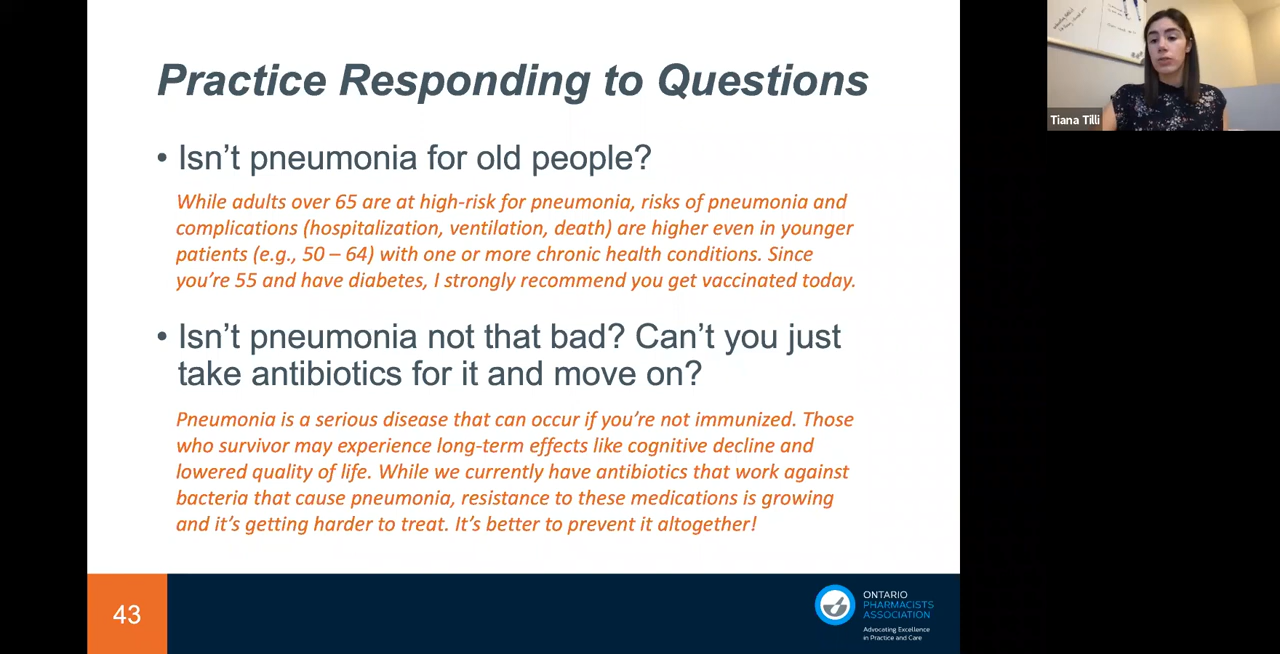 Practice Responding to Questions
• Isn't pneumonia for old people?
While adults over 65 are at high-risk for pneumonia, risks of pneumonia and
complications (hospitalization, ventilation, death) are higher even in younger
patients (e.g., 50 – 64) with one or more chronic health conditions. Since
you're 55 and have diabetes, I strongly recommend you get vaccinated today.
• Isn't pneumonia not that bad? Can't you just
take antibiotics for it and move on?
Pneumonia is a serious disease that can occur if you're not immunized. Those
who survivor may experience long-term effects like cognitive decline and
lowered quality of life. While we currently have antibiotics that work against
bacteria that cause pneumonia, resistance to these medications is growing
and it's getting harder to treat. It's better to prevent it altogether!
43
ONTARIO
PHARMACISTS
ASSOCIATION
Advocating Excellence
in Practice and Care
Tiana Tilli